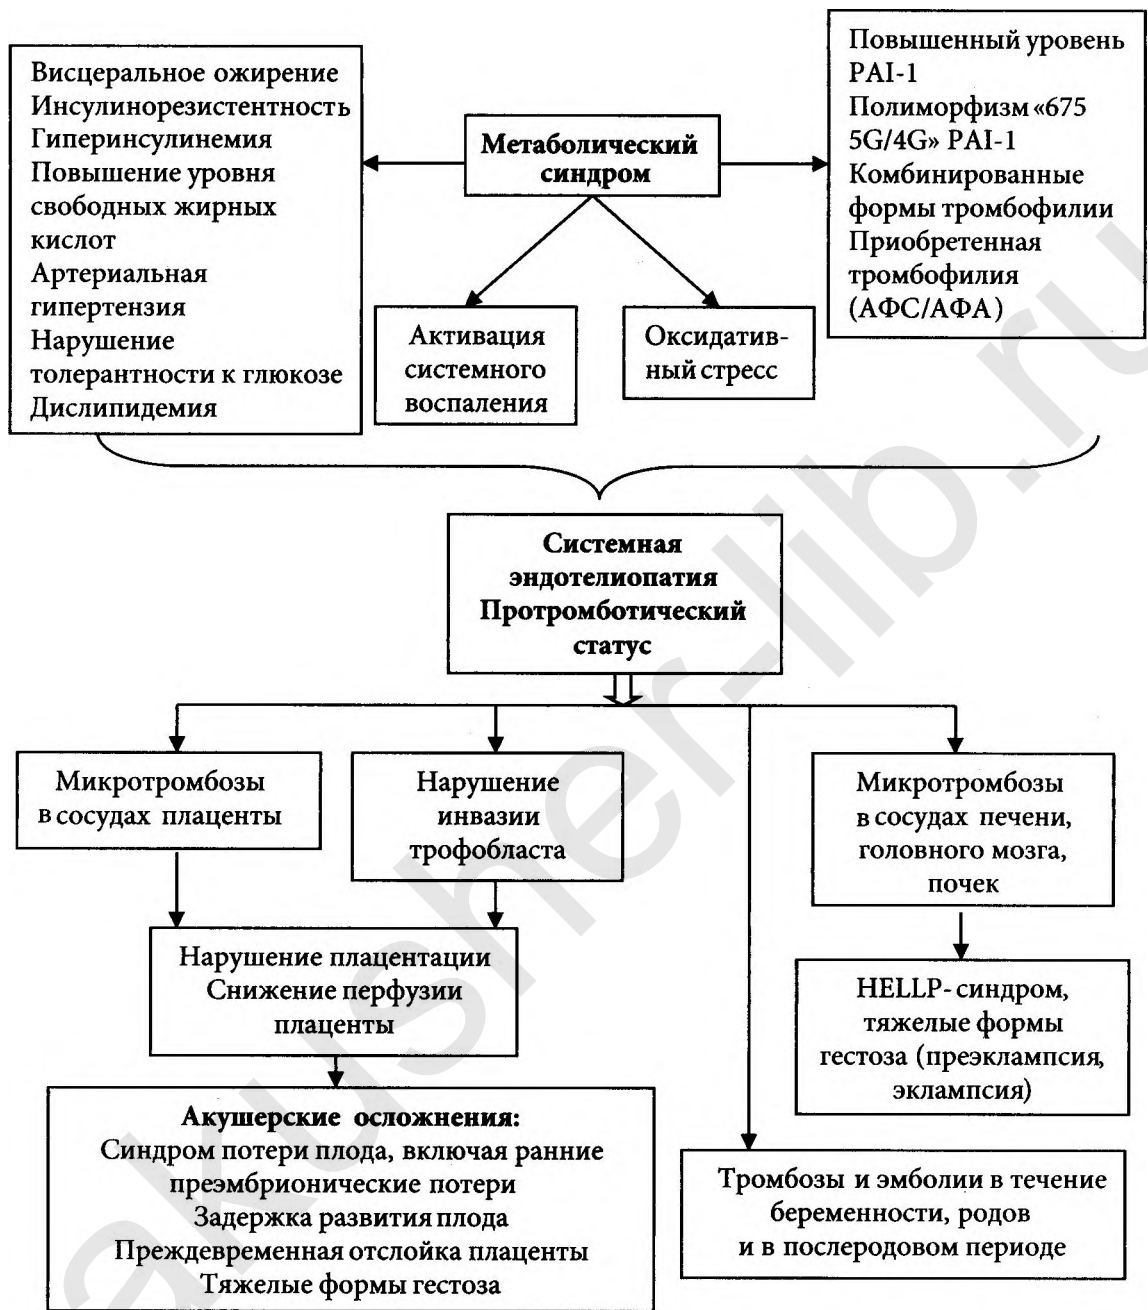 Висцеральное ожирение
Инсулинорезистентность
Гиперинсулинемия
Повышение уровня
свободных жирных
кислот
Артериальная
гипертензия
Нарушение
толерантности к глюкозе
Дислипидемия
Метаболический
синдром
Повышенный уровень
PAI-1
Полиморфизм «675
5G/4G» PAI-1
Комбинированные
формы тромбофилии
Приобретенная
тромбофилия
(АФС/АФА)
Активация
системного
воспаления
Оксидатив-
ный стресс
Системная
эндотелиопатия
Протромботический
статус
Микротромбозы
в сосудах плаценты
Нарушение
инвазии
трофобласта
Микротромбозы
в сосудах печени,
головного мозга,
почек
Нарушение плацентации
Снижение перфузии
плаценты
HELLP-синдром,
тяжелые формы
гестоза (преэклампсия,
эклампсия)
Акушерские осложнения:
Синдром потери плода, включая ранние
преэмбрионические потери
Задержка развития плода
Преждевременная отслойка плаценты
Тяжелые формы гестоза
Тромбозы и эмболии в течение
беременности, родов
и в послеродовом периоде
akusher-lib.ru